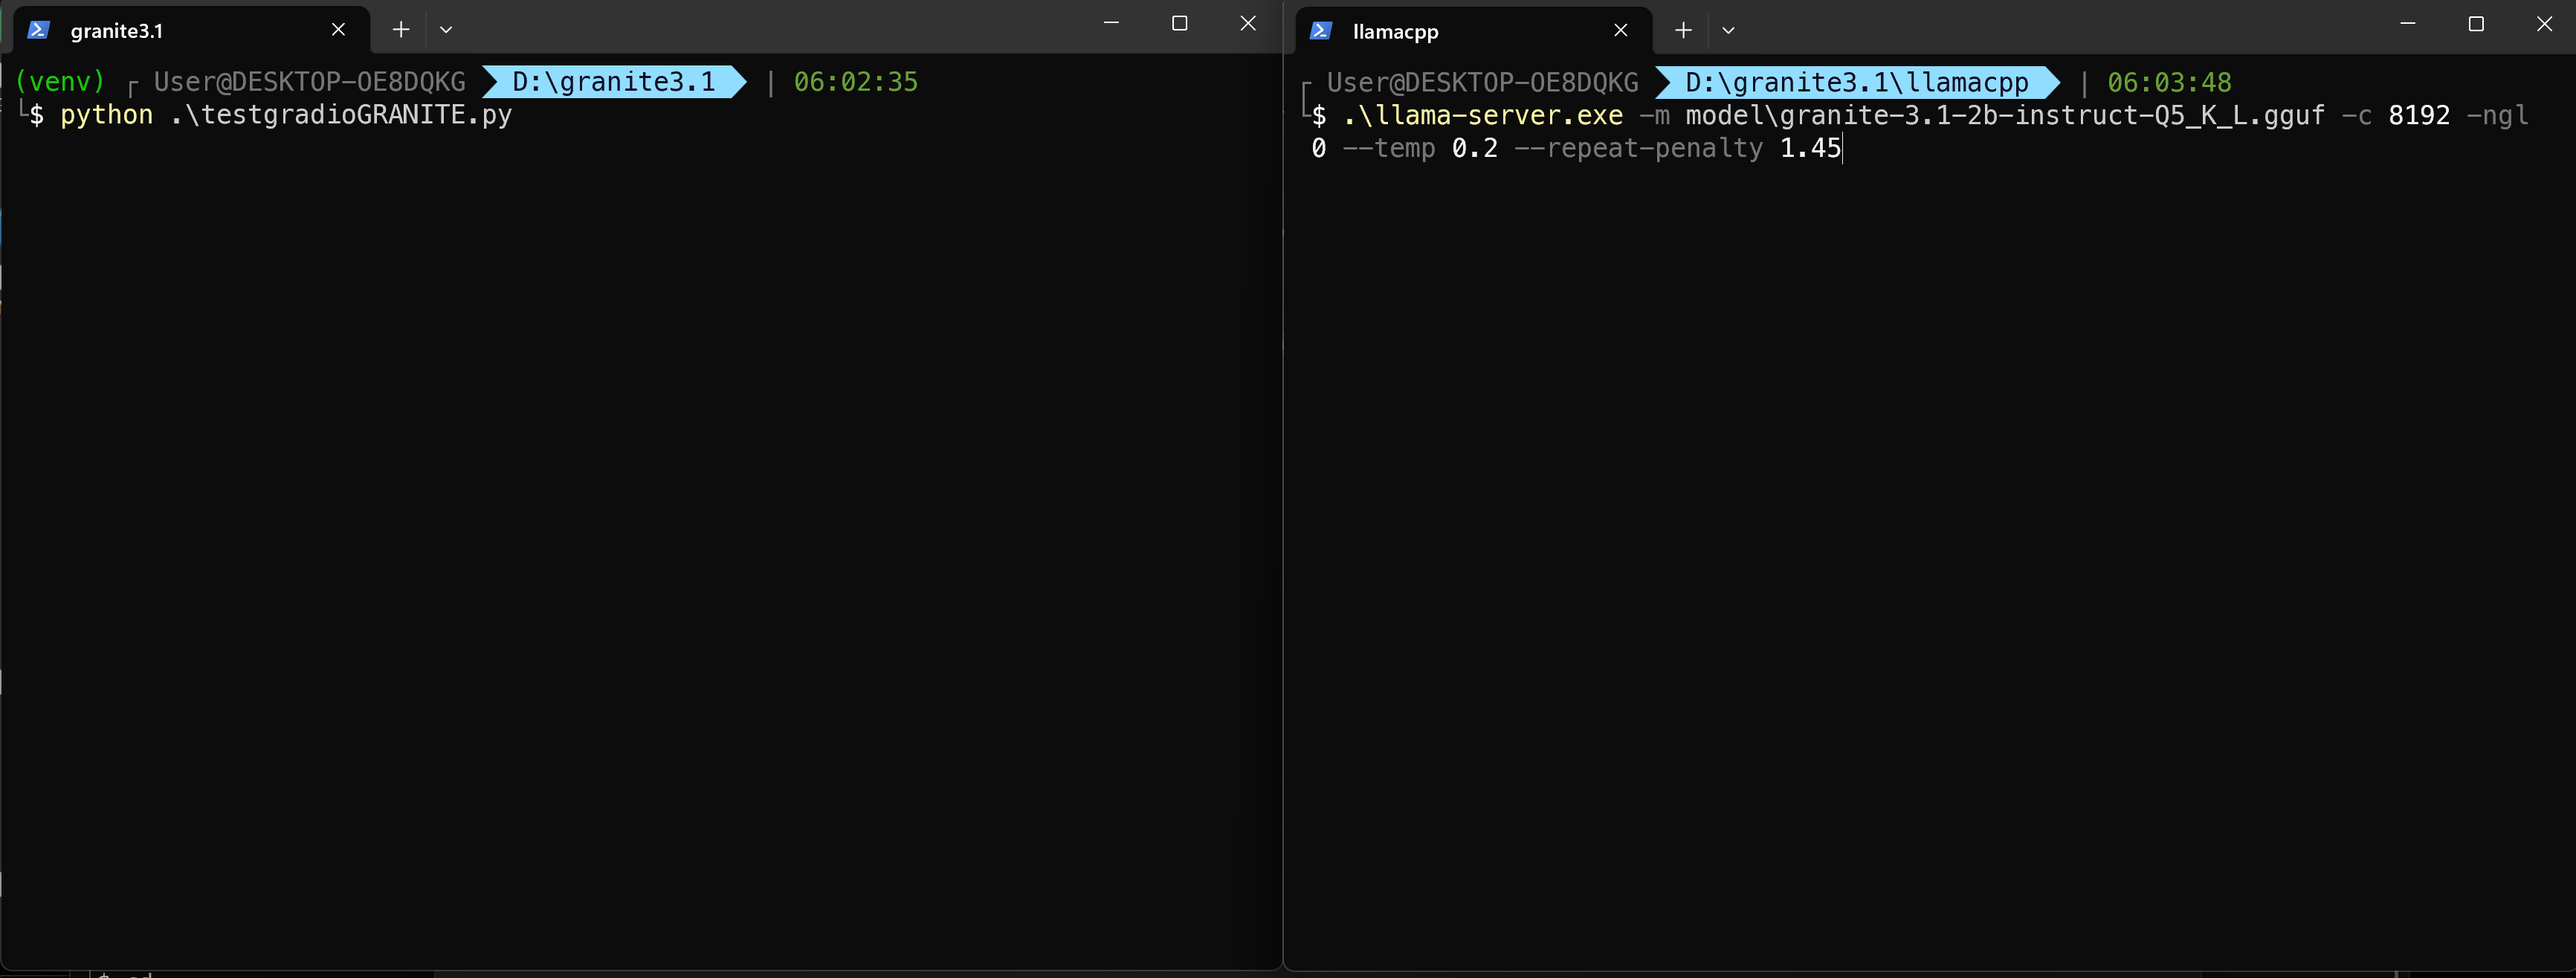 granite3.1
(venv) ┌ User@DESKTOP-OE8DQKG D:\granite3.1 | 06:02:35
└$ python .\testgradioGRANITE.py
llamacpp
┌ User@DESKTOP-OE8DQKG D:\granite3.1\llamacpp | 06:03:48
└$ .\llama-server.exe -m model\granite-3.1-2b-instruct-Q5_K_L.gguf -c 8192 -ngl
0 --temp 0.2 --repeat-penalty 1.45